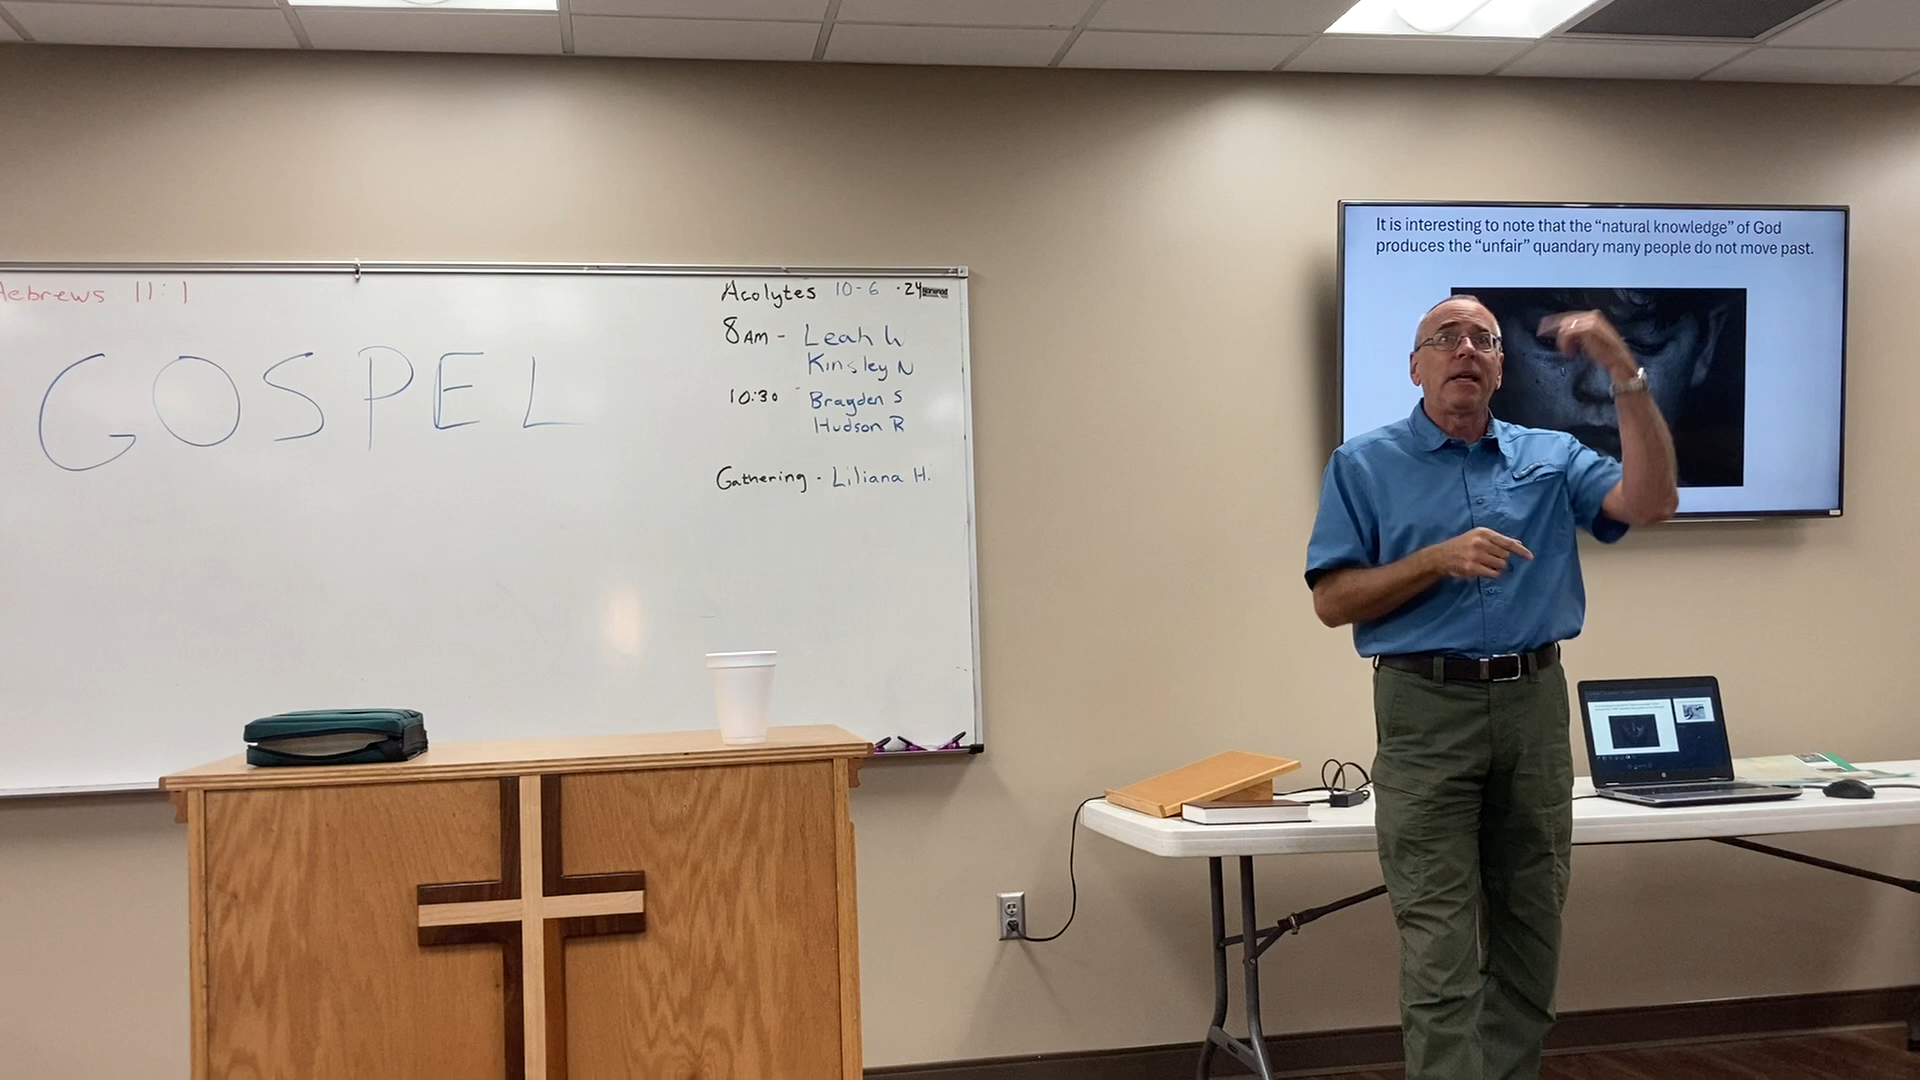 Hebrews 11:1
GOSPEL
Acolytes 10-6 ·24
8AM - Leah W
Kinsley N
10:30 - Brayden S
Hudson R
Gathering - Liliana H.
It is interesting to note that the “natural knowledge” of God
produces the “unfair” quandary many people do not move past.